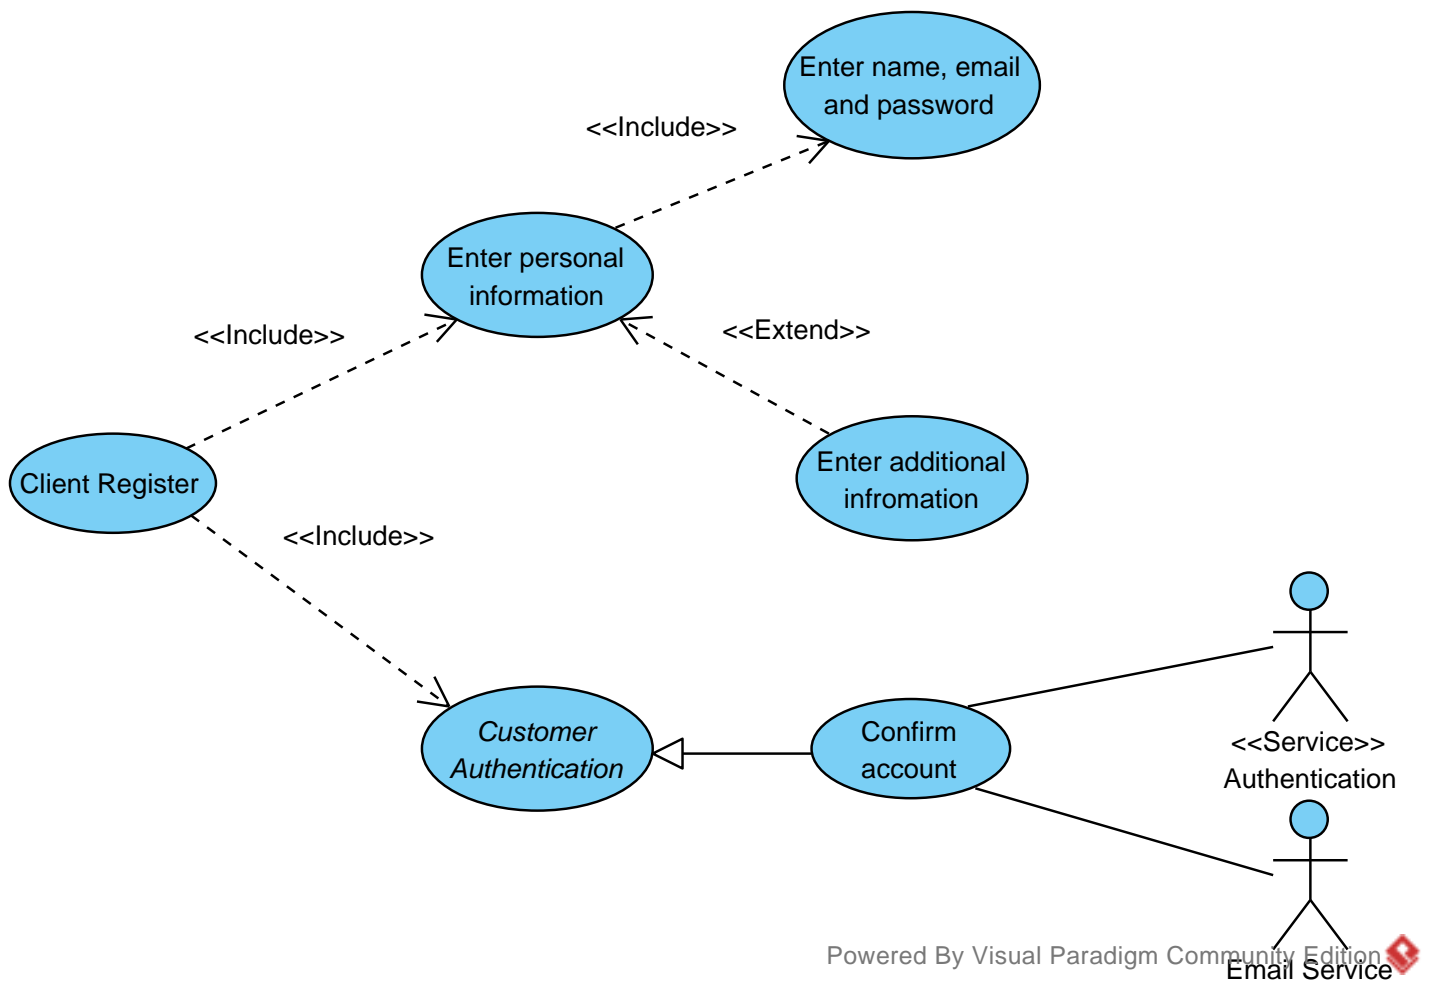 Enter name, email
and password
<<Include>>
Enter personal
information
<<Include>>
<<Extend>>
Client Register
Enter additional
infromation
<<Include>>
Customer
Authentication
Confirm
account
<<Service>>
Authentication
Powered By Visual Paradigm Community Edition
Email Service